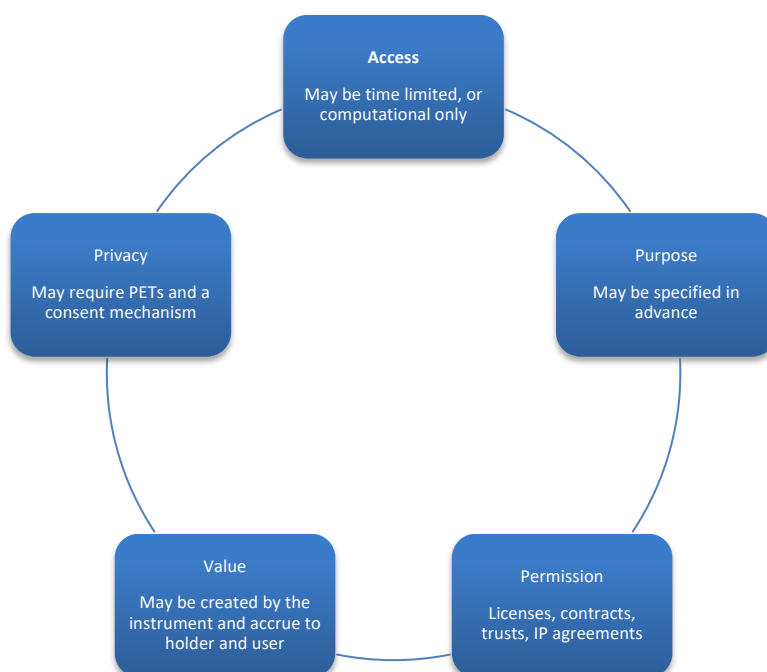 Access
May be time limited, or
computational only
Purpose
May be specified in
advance
Permission
Licenses, contracts,
trusts, IP agreements
Value
May be created by the
instrument and accrue to
holder and user
Privacy
May require PETs and a
consent mechanism